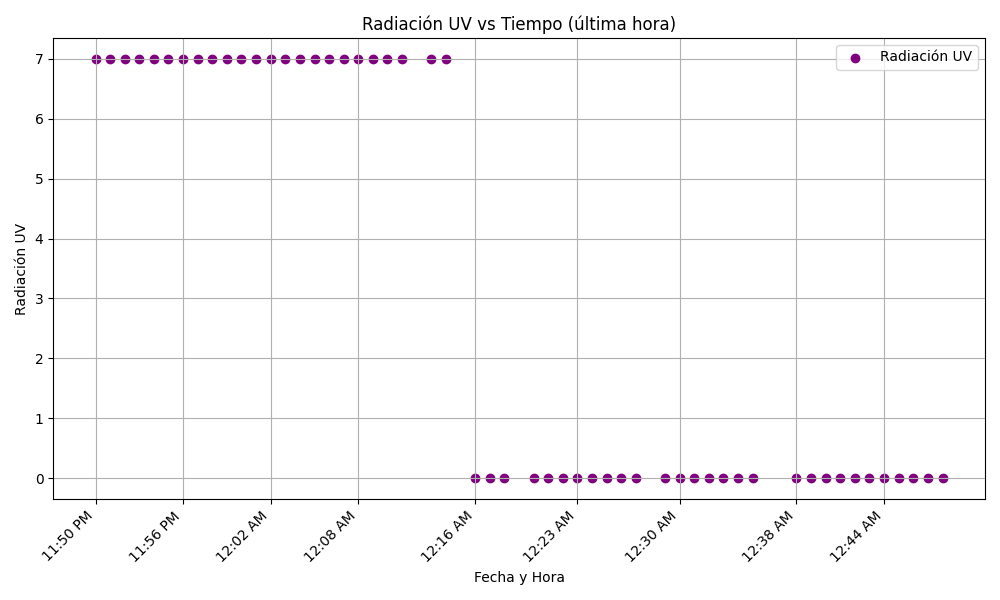 Radiación UV vs Tiempo (última hora)
Radiación UV
7
6
5
4
3
2
1
0
Radiación UV
11:50 PM
11:56 PM
12:02 AM
12:08 AM
12:16 AM
12:23 AM
12:30 AM
12:38 AM
12:44 AM
Fecha y Hora